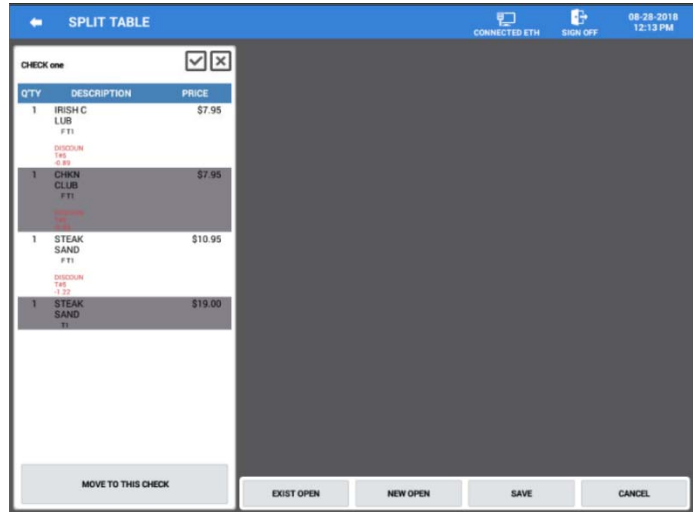 SPLIT TABLE
CONNECTED ETH
SIGN OFF
08-28-2018
12:13 PM
CHECK one
Q'TY DESCRIPTION PRICE
1 IRISH C $7.95
LUB
FT1
DISCOUN
T#5
-0.89
1 CHKN $7.95
CLUB
FT1
1 STEAK $10.95
SAND
FT1
DISCOUN
T#5
-1.22
1 STEAK $19.00
SAND
T1
MOVE TO THIS CHECK
EXIST OPEN NEW OPEN SAVE CANCEL